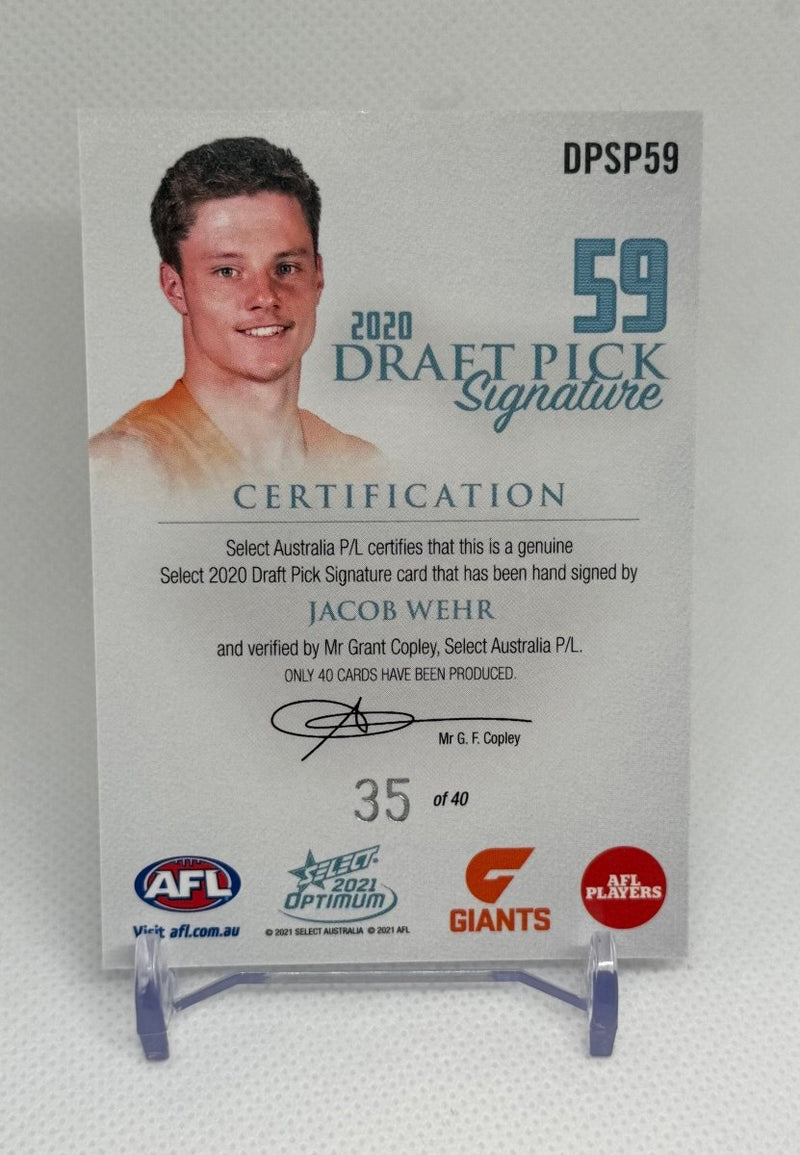 DPSP59
59
2020
DRAFT PICK
Signature
CERTIFICATION
Select Australia P/L certifies that this is a genuine
Select 2020 Draft Pick Signature card that has been hand signed by
JACOB WEHR
and verified by Mr Grant Copley, Select Australia P/L.
ONLY 40 CARDS HAVE BEEN PRODUCED.
Mr G. F. Copley
35 of 40
AFL
Visit afl.com.au
SELECT
2021
OPTIMUM
© 2021 SELECT AUSTRALIA © 2021 AFL
G
GIANTS
AFL
PLAYERS